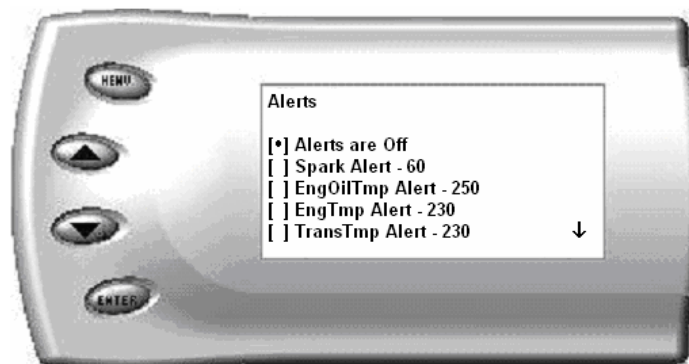 MENU
Alerts
[•] Alerts are Off
[ ] Spark Alert - 60
[ ] EngOilTmp Alert - 250
[ ] EngTmp Alert - 230
[ ] TransTmp Alert - 230 ↓
ENTER